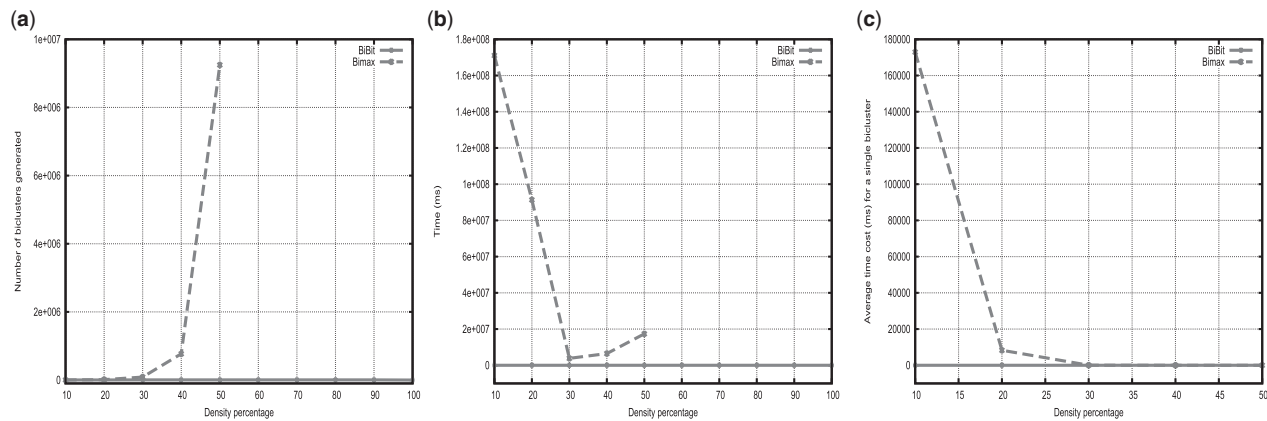 (a)
1e+007
8e+006
6e+006
4e+006
2e+006
0
Number of biclusters generated
BiBit
Bimax
10 20 30 40 50 60 70 80 90 100
Density percentage
(b)
1.8e+008
1.6e+008
1.4e+008
1.2e+008
1e+008
8e+007
6e+007
4e+007
2e+007
0
Time (ms)
BiBit
Bimax
10 20 30 40 50 60 70 80 90 100
Density percentage
(c)
180000
160000
140000
120000
100000
80000
60000
40000
20000
0
Average time cost (ms) for a single bicluster
BiBit
Bimax
10 15 20 25 30 35 40 45 50
Density percentage